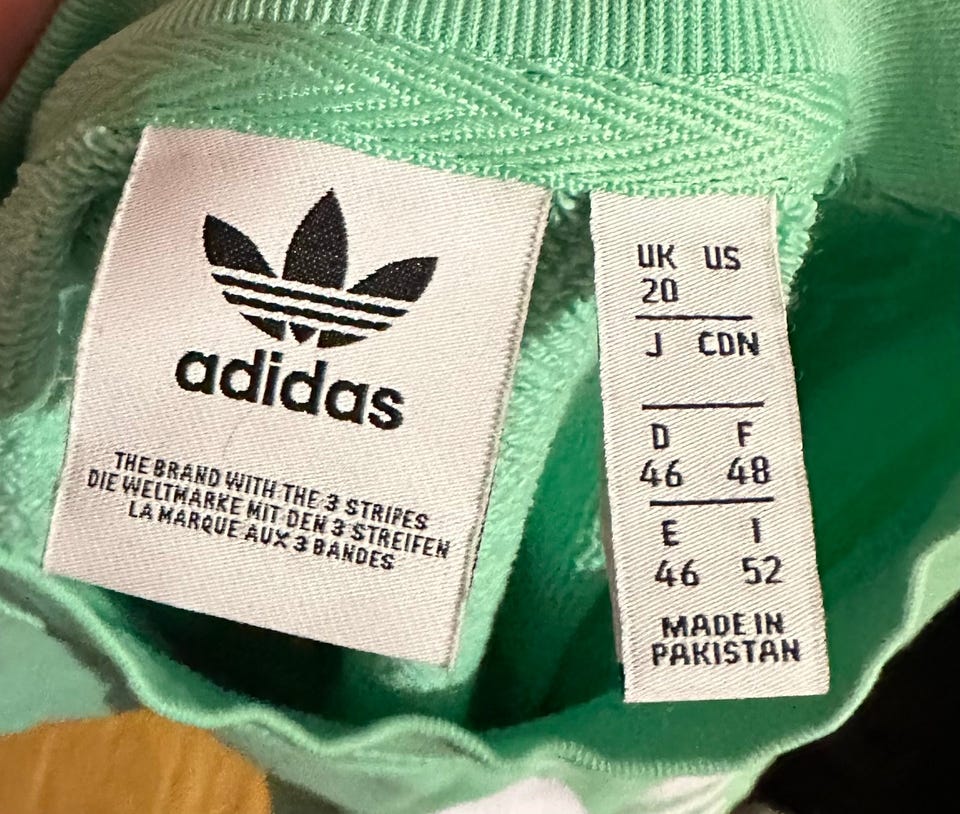 adidas
THE BRAND WITH THE 3 STRIPES
DIE WELTMARKE MIT DEN 3 STREIFEN
LA MARQUE AUX 3 BANDES
UK US
20
J CDN
D F
46 48
E I
46 52
MADE IN
PAKISTAN